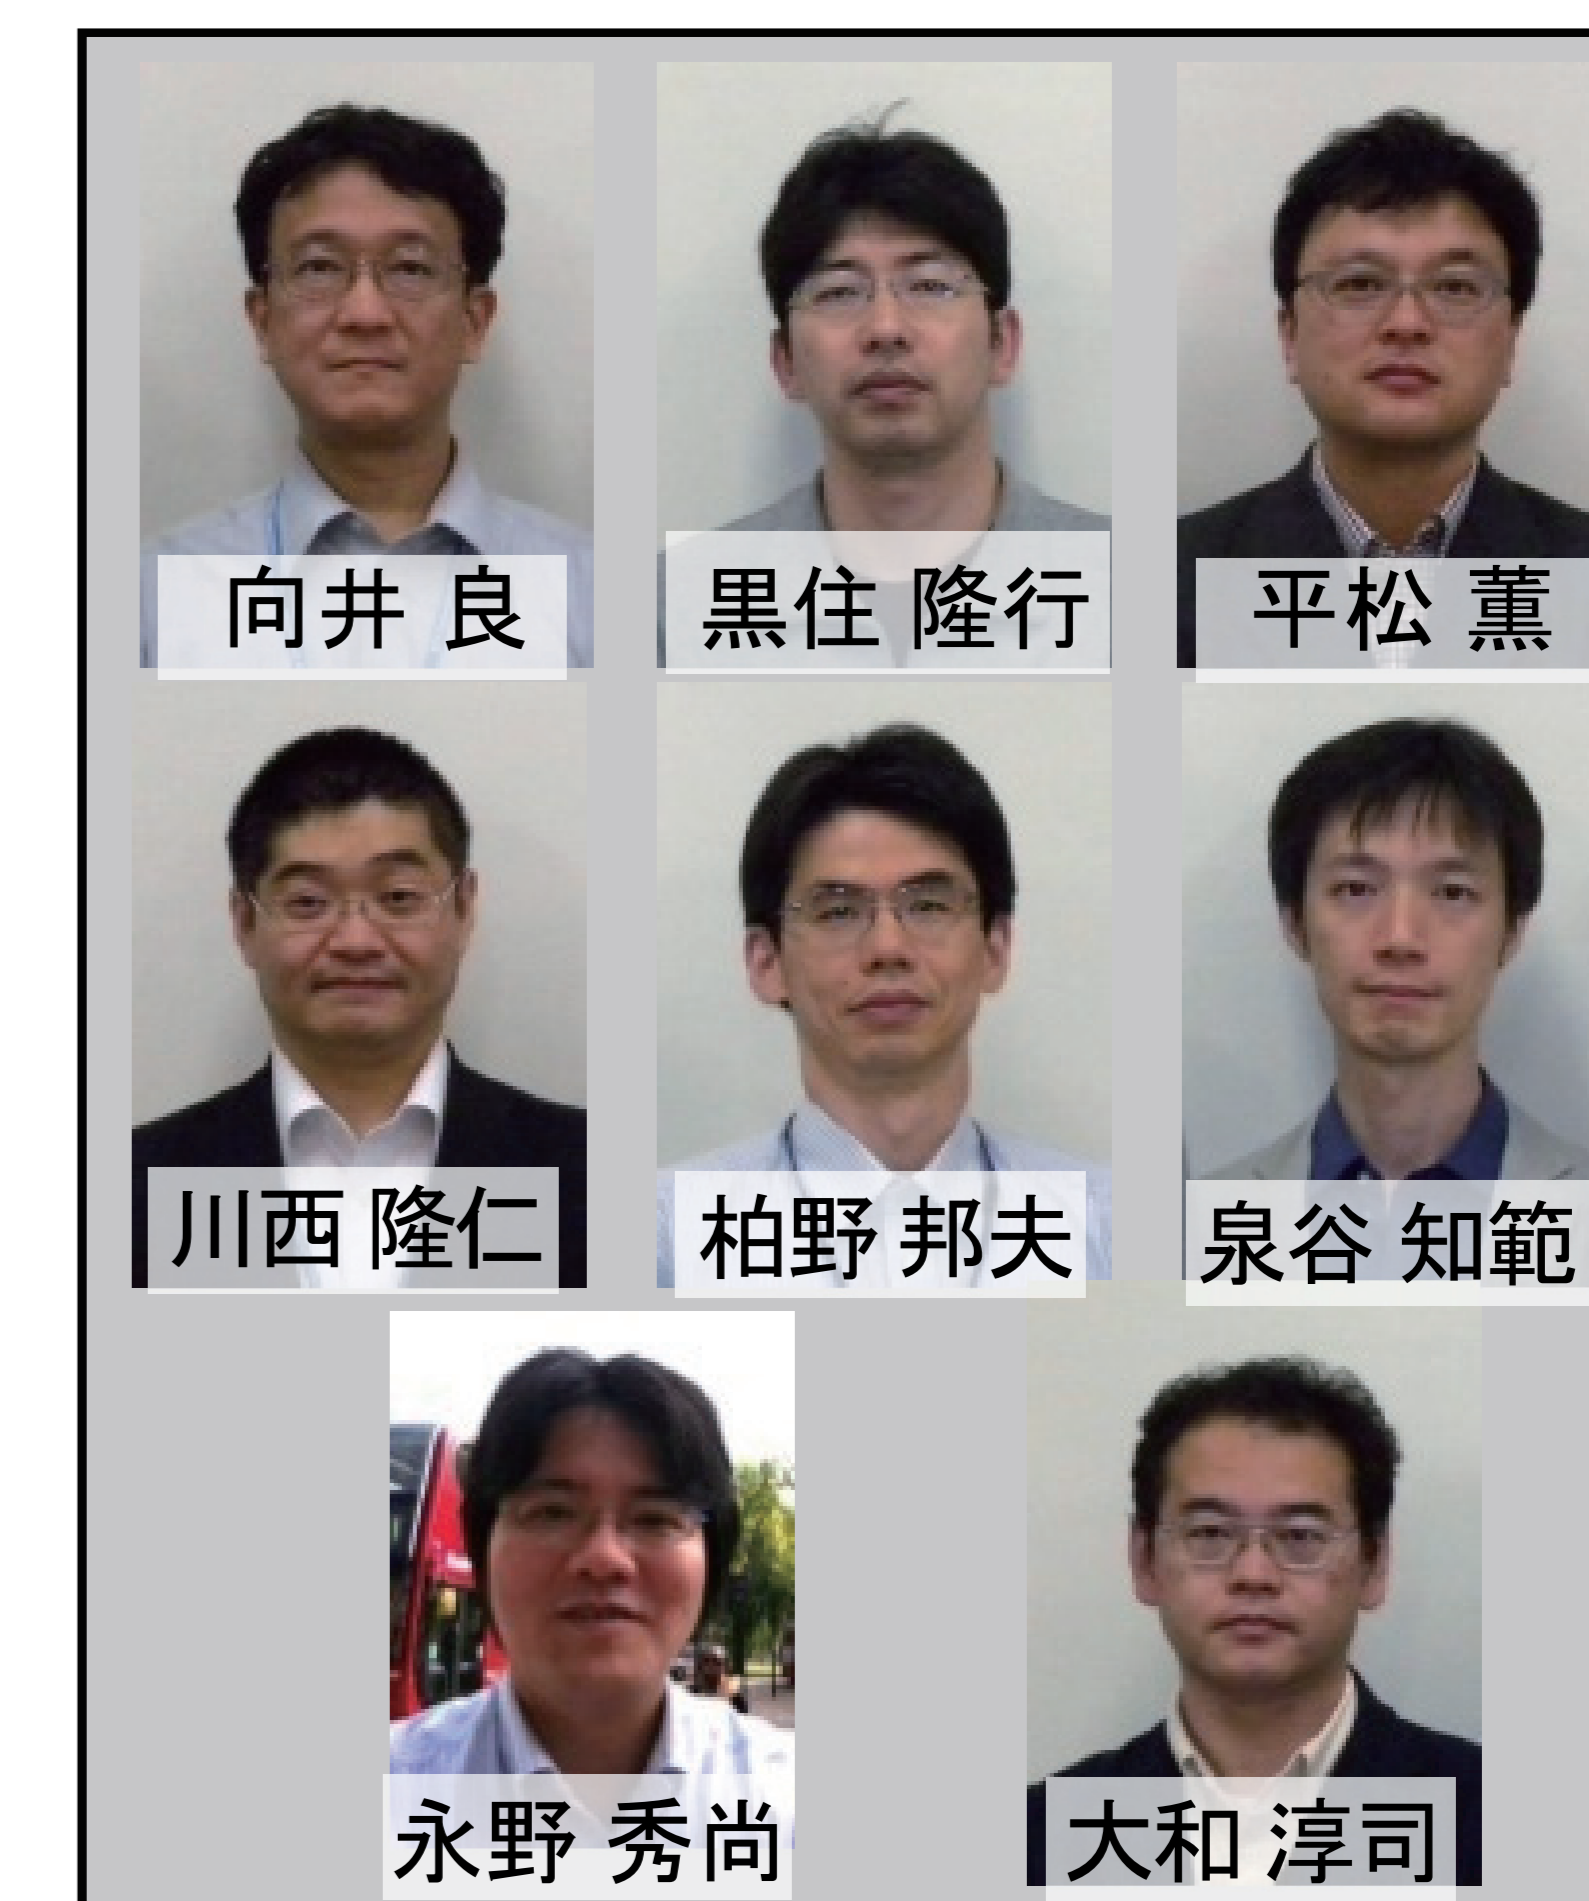 向井 良
黒住 隆行
平松 薫
川西 隆仁
柏野 邦夫
泉谷 知範
永野 秀尚
大和 淳司